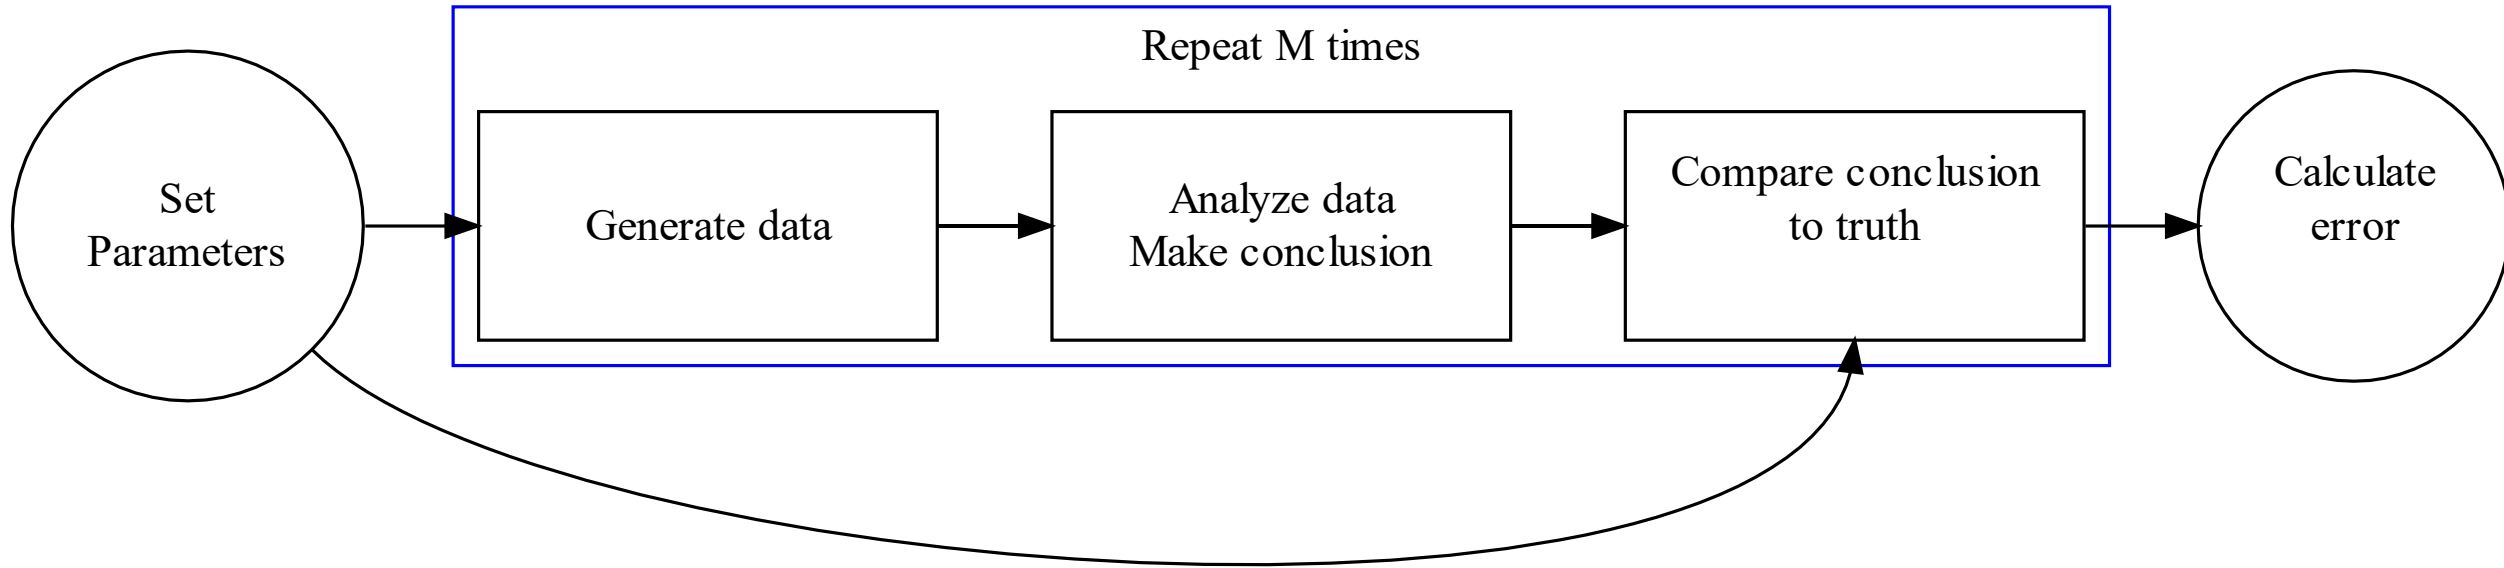 Repeat M times
Set
Parameters
Generate data
Analyze data
Make conclusion
Compare conclusion
to truth
Calculate
error